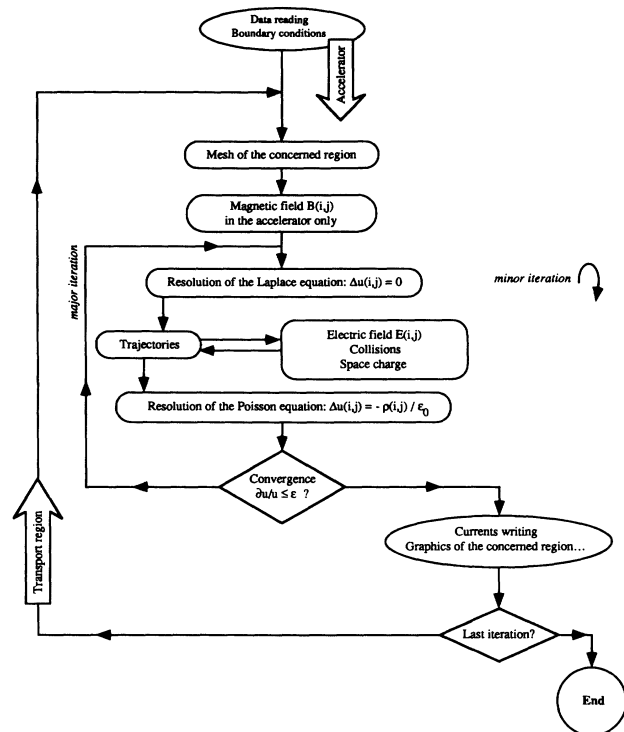 Data reading
Boundary conditions
Accelerator
Mesh of the concerned region
Magnetic field B(i,j)
in the accelerator only
major iteration
Resolution of the Laplace equation: Δu(i,j) = 0
minor iteration
Trajectories
Electric field E(i,j)
Collisions
Space charge
Resolution of the Poisson equation: Δu(i,j) = - ρ(i,j) / ε₀
Convergence
∂u/u ≤ ε ?
Currents writing
Graphics of the concerned region...
Transport region
Last iteration?
End